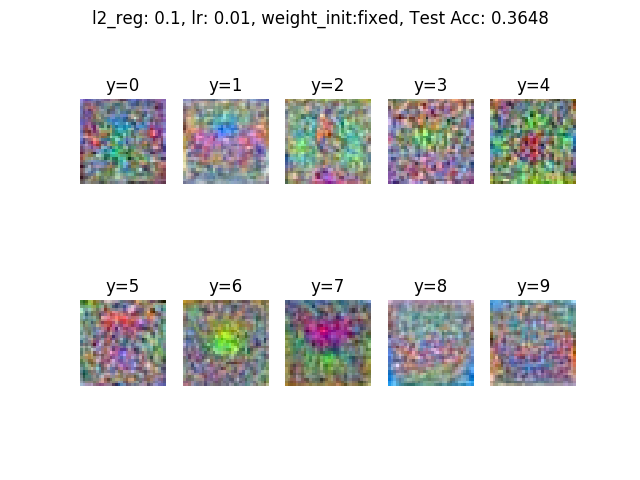 l2_reg: 0.1, lr: 0.01, weight_init:fixed, Test Acc: 0.3648
y=0 y=1 y=2 y=3 y=4
y=5 y=6 y=7 y=8 y=9